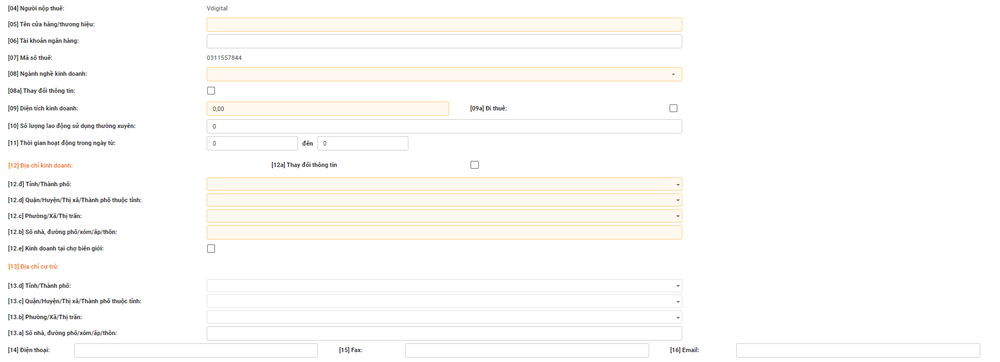 [04] Người nộp thuế: Vdigital
[05] Tên cửa hàng/thương hiệu:
[06] Tài khoản ngân hàng:
[07] Mã số thuế: 0311557844
[08] Ngành nghề kinh doanh:
[08a] Thay đổi thông tin:
[09] Diện tích kinh doanh: 0,00 [09a] Đi thuê:
[10] Số lượng lao động sử dụng thường xuyên: 0
[11] Thời gian hoạt động trong ngày từ: 0 đến 0
[12] Địa chỉ kinh doanh: [12a] Thay đổi thông tin
[12.đ] Tỉnh/Thành phố:
[12.d] Quận/Huyện/Thị xã/Thành phố thuộc tỉnh:
[12.c] Phường/Xã/Thị trấn:
[12.b] Số nhà, đường phố/xóm/ấp/thôn:
[12.e] Kinh doanh tại chợ biên giới:
[13] Địa chỉ cư trú:
[13.d] Tỉnh/Thành phố:
[13.c] Quận/Huyện/Thị xã/Thành phố thuộc tỉnh:
[13.b] Phường/Xã/Thị trấn:
[13.a] Số nhà, đường phố/xóm/ấp/thôn:
[14] Điện thoại: [15] Fax: [16] Email: